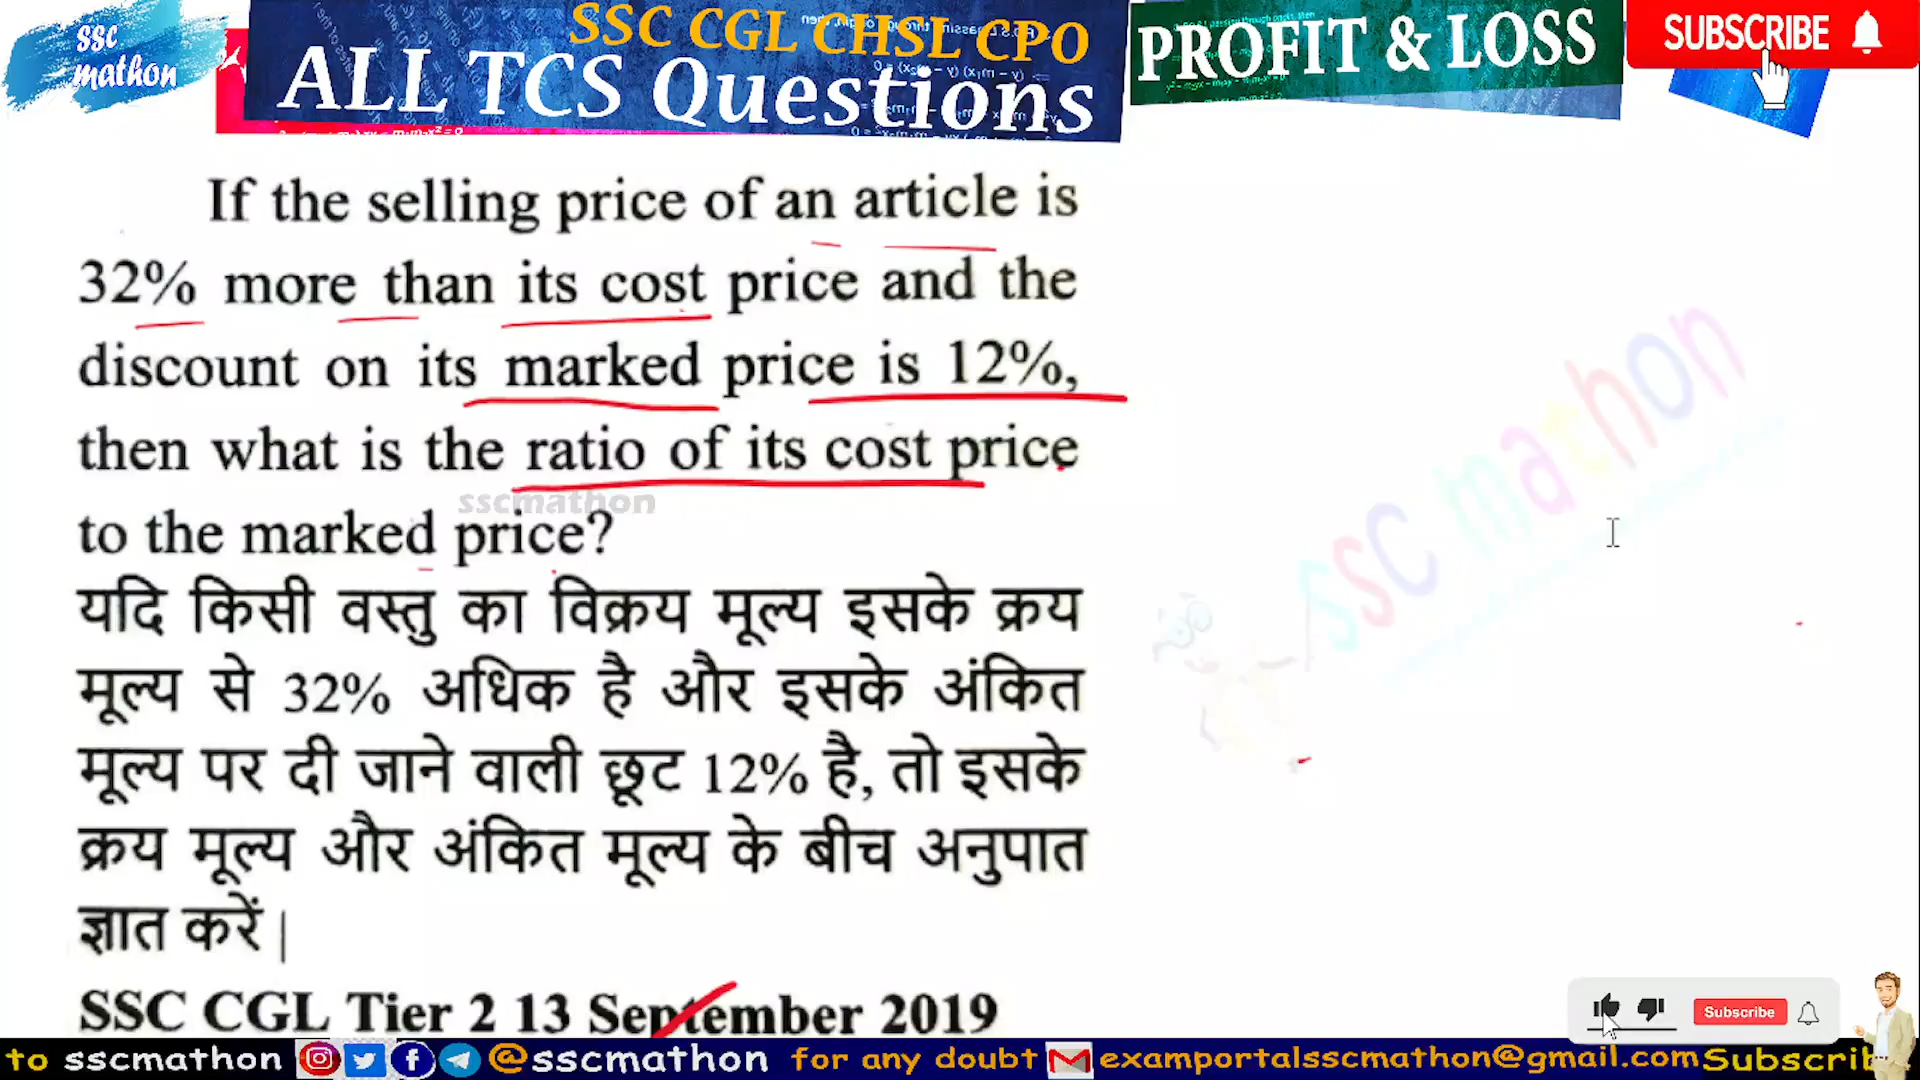 ssc
mathon
SSC CGL CHSL CPO
ALL TCS Questions
PROFIT & LOSS
SUBSCRIBE
If the selling price of an article is
32% more than its cost price and the
discount on its marked price is 12%,
then what is the ratio of its cost price
sscmathon
to the marked price?
ssc mathon
यदि किसी वस्तु का विक्रय मूल्य इसके क्रय
मूल्य से 32% अधिक है और इसके अंकित
मूल्य पर दी जाने वाली छूट 12% है, तो इसके
क्रय मूल्य और अंकित मूल्य के बीच अनुपात
ज्ञात करें|
SSC CGL Tier 2 13 September 2019
Subscribe
to sscmathon @sscmathon for any doubt examportalsscmathon@gmail.com Subscrib